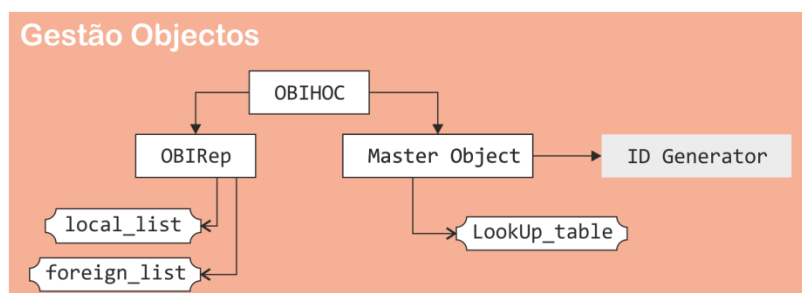 Gestão Objectos
OBIHOC
OBIRep
Master Object
ID Generator
local_list
LookUp_table
foreign_list